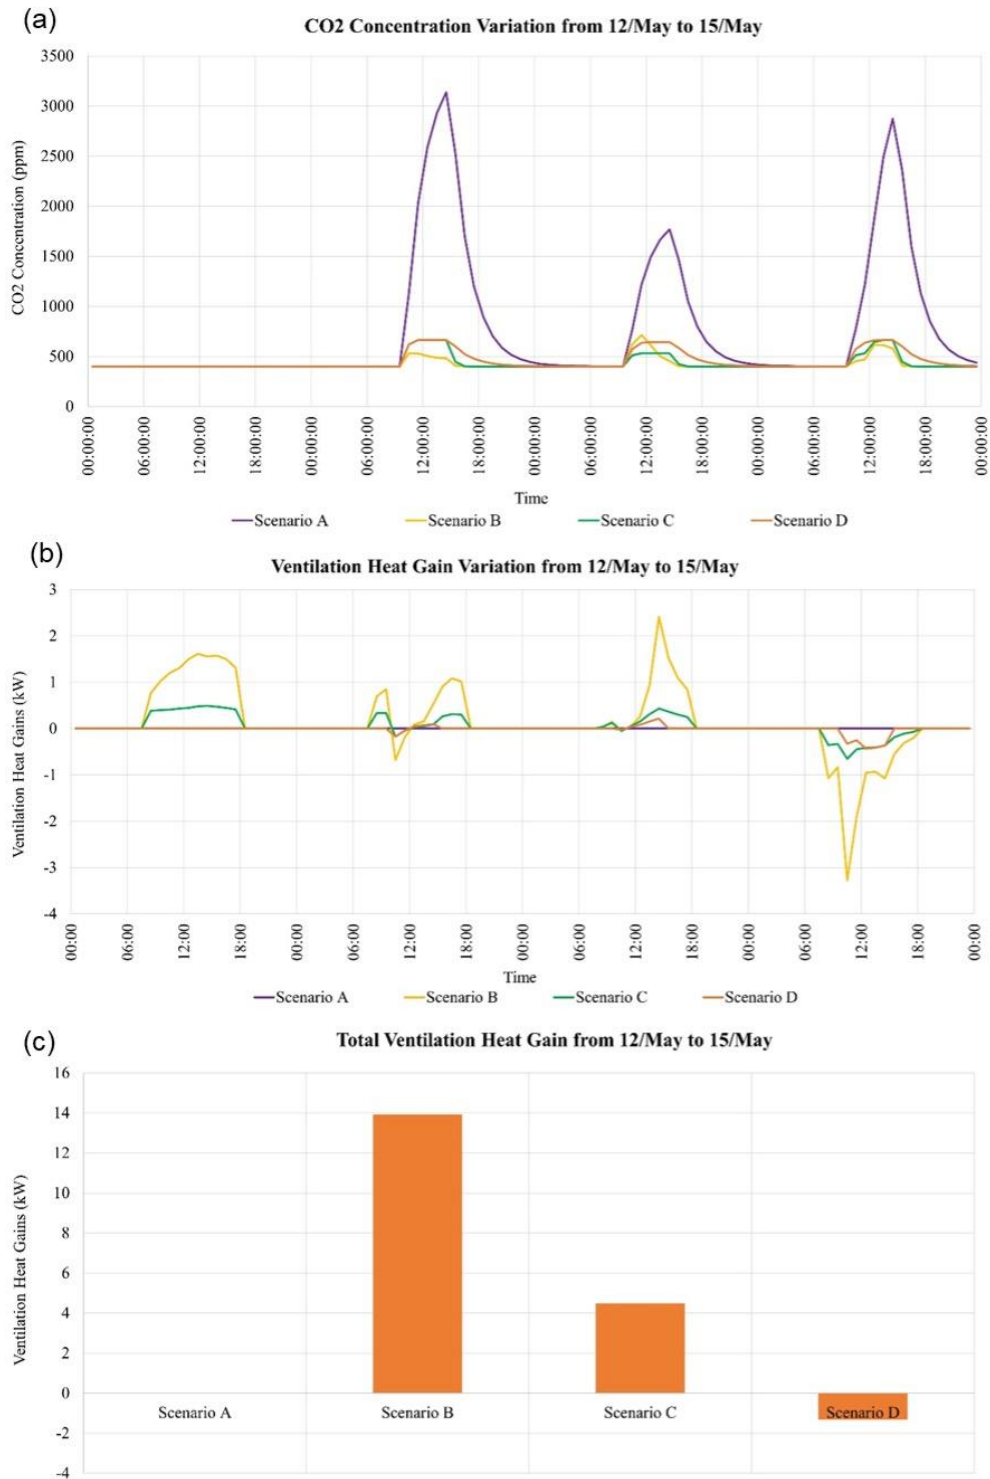 (a)
CO2 Concentration Variation from 12/May to 15/May
3500
3000
2500
2000
1500
1000
500
0
CO2 Concentration (ppm)
00:00:00 06:00:00 12:00:00 18:00:00 00:00:00 06:00:00 12:00:00 18:00:00 00:00:00 06:00:00 12:00:00 18:00:00 00:00:00 06:00:00 12:00:00 18:00:00 00:00:00
Time
Scenario A Scenario B Scenario C Scenario D
(b)
Ventilation Heat Gain Variation from 12/May to 15/May
3
2
1
0
-1
-2
-3
-4
Ventilation Heat Gains (kW)
00:00 06:00 12:00 18:00 00:00 06:00 12:00 18:00 00:00 06:00 12:00 18:00 00:00 06:00 12:00 18:00 00:00
Time
Scenario A Scenario B Scenario C Scenario D
(c)
Total Ventilation Heat Gain from 12/May to 15/May
16
14
12
10
8
6
4
2
0
-2
-4
Ventilation Heat Gains (kW)
Scenario A Scenario B Scenario C Scenario D